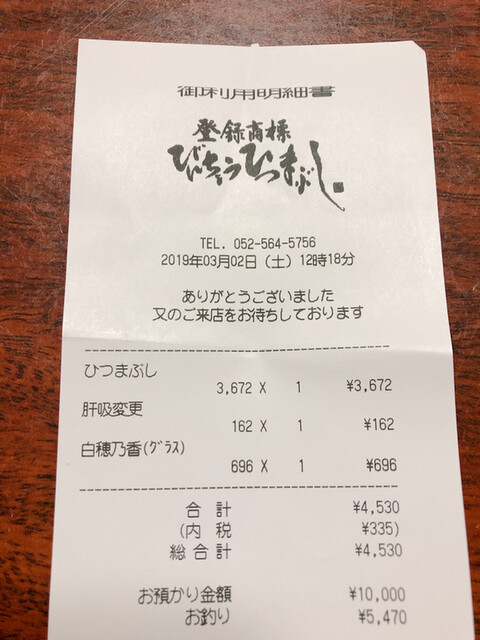 御利用明細書
登録商標
びんちょうひつまぶし
TEL. 052-564-5756
2019年03月02日(土) 12時18分
ありがとうございました
又のご来店をお待ちしております
ひつまぶし
3,672 X 1 ¥3,672
肝吸変更
162 X 1 ¥162
白穂乃香(グラス)
696 X 1 ¥696
合計 ¥4,530
(内税 ¥335)
総合計 ¥4,530
お預かり金額 ¥10,000
お釣り ¥5,470